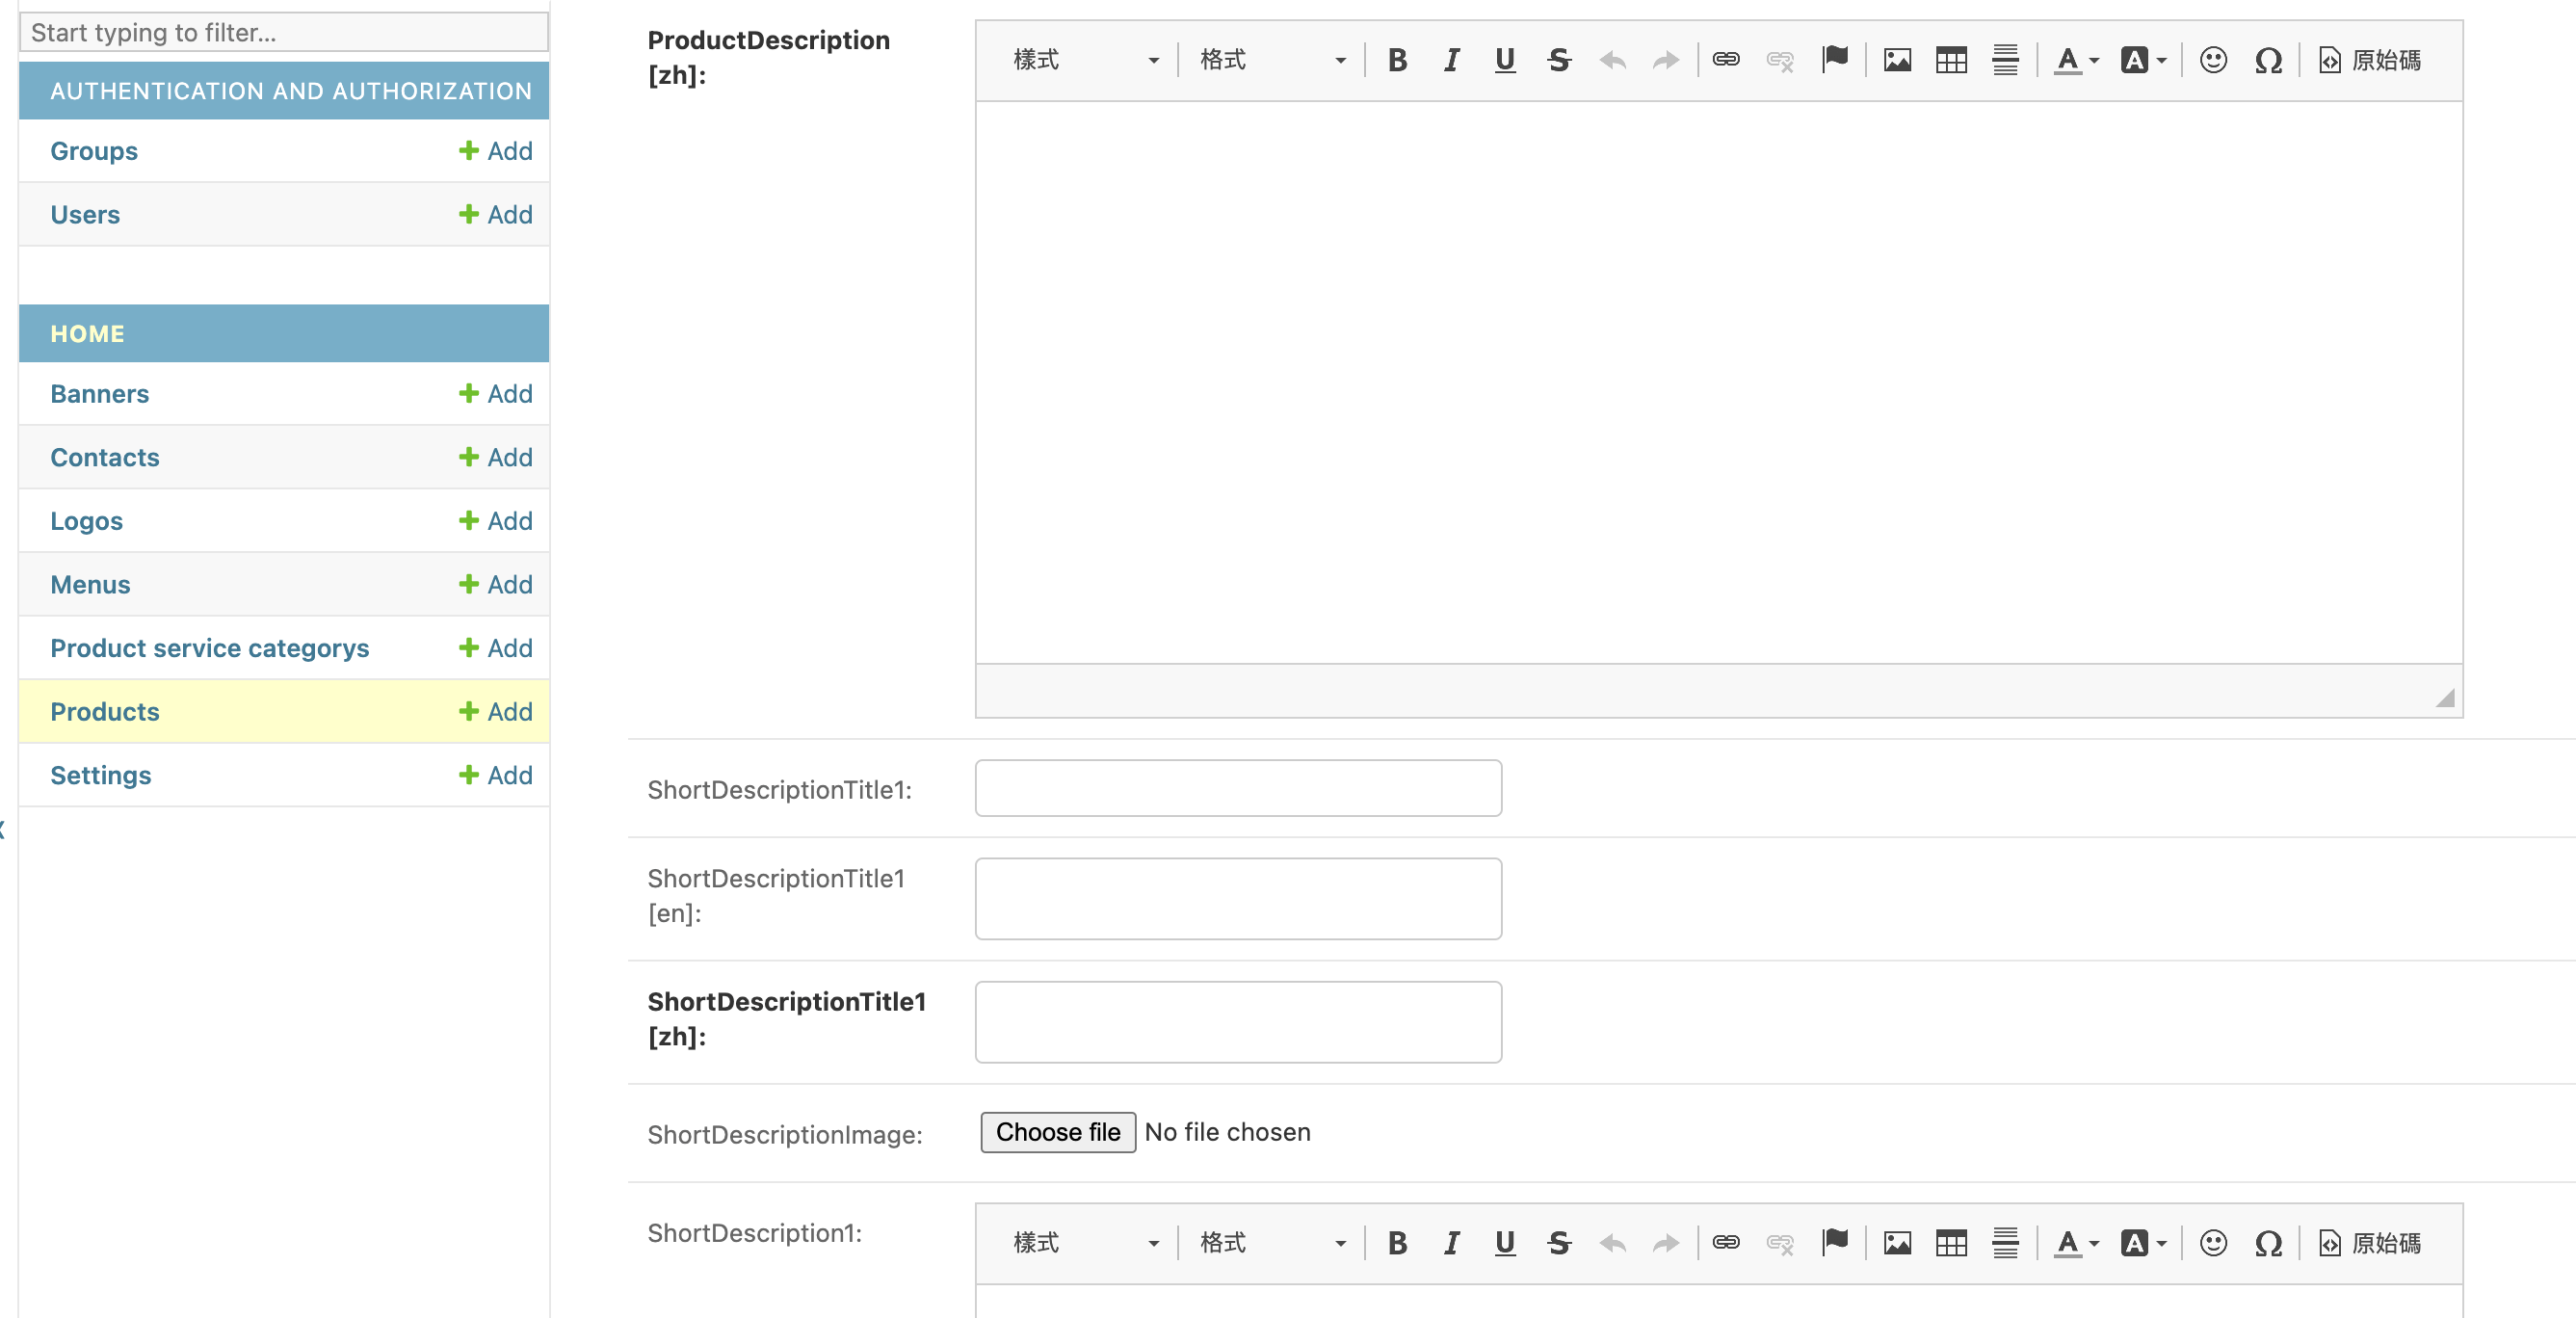 Start typing to filter...
AUTHENTICATION AND AUTHORIZATION
Groups Add
Users Add
HOME
Banners Add
Contacts Add
Logos Add
Menus Add
Product service categorys Add
Products Add
Settings Add
ProductDescription
[zh]:
樣式 格式 B I U S A A Ω 原始碼
ShortDescriptionTitle1:
ShortDescriptionTitle1
[en]:
ShortDescriptionTitle1
[zh]:
ShortDescriptionImage: Choose file No file chosen
ShortDescription1:
樣式 格式 B I U S A A Ω 原始碼